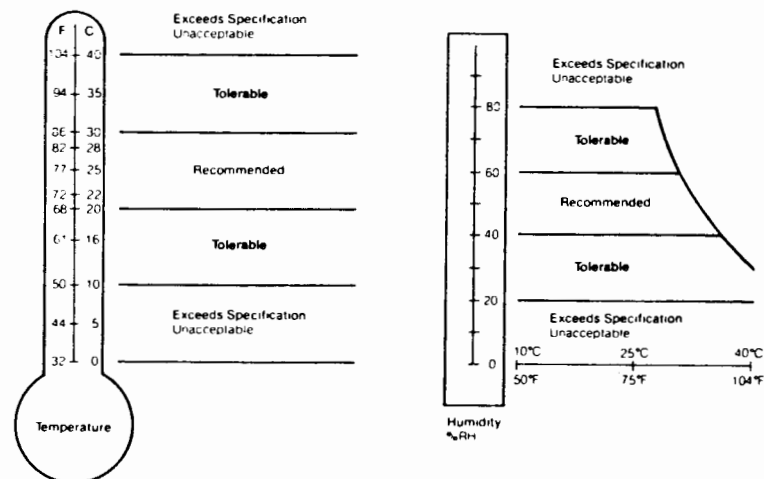 F C
Exceeds Specification
Unacceptable
104 40
94 35
Tolerable
86 30
82 28
77 25
Recommended
72 22
68 20
61 16
Tolerable
50 10
44 5
Exceeds Specification
Unacceptable
32 0
Temperature
Exceeds Specification
Unacceptable
80
Tolerable
60
Recommended
40
Tolerable
20
Exceeds Specification
Unacceptable
10°C 25°C 40°C
0
50°F 75°F 104°F
Humidity
%RH